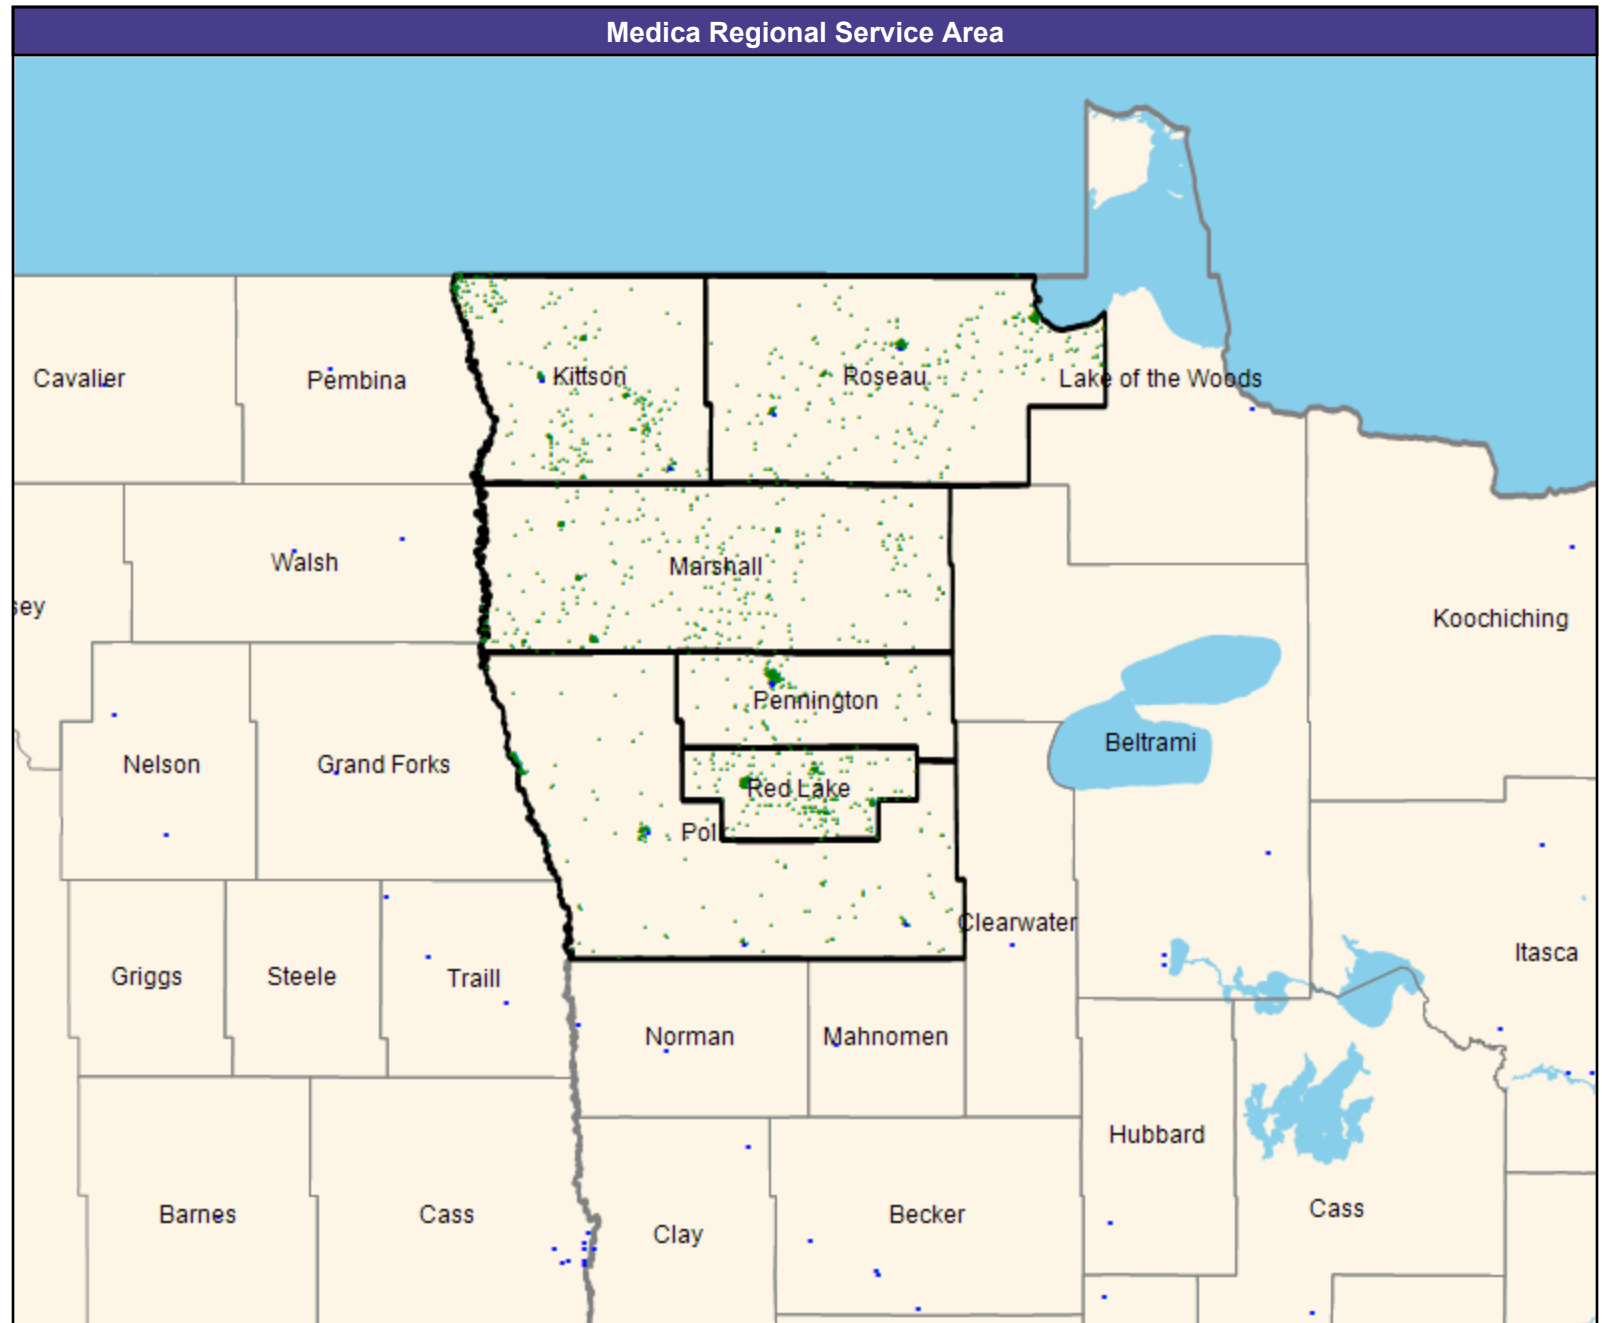 Medica Regional Service Area
Cavalier
Pembina
Kittson
Roseau
Lake of the Woods
Walsh
Marshall
sey
Koochiching
Pennington
Nelson
Grand Forks
Beltrami
Red Lake
Pol
Clearwater
Griggs
Steele
Traill
Itasca
Norman
Mahnomen
Hubbard
Barnes
Cass
Clay
Becker
Cass